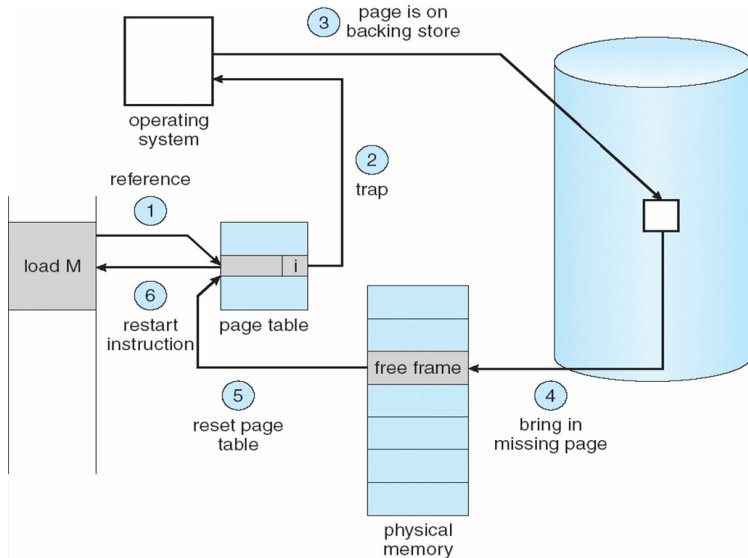 3
page is on
backing store
operating
system
2
trap
reference
1
load M
i
6
restart
instruction
page table
free frame
5
reset page
table
4
bring in
missing page
physical
memory